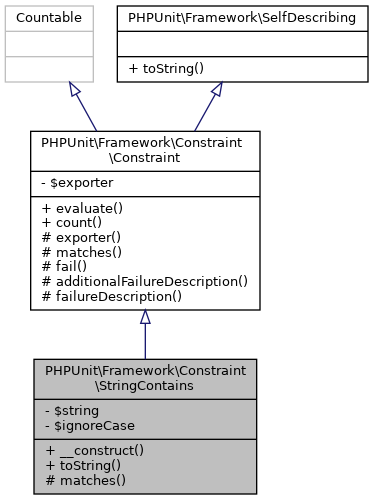 Countable
PHPUnit\Framework\SelfDescribing
+ toString()
PHPUnit\Framework\Constraint
\Constraint
- $exporter
+ evaluate()
+ count()
# exporter()
# matches()
# fail()
# additionalFailureDescription()
# failureDescription()
PHPUnit\Framework\Constraint
\StringContains
- $string
- $ignoreCase
+ __construct()
+ toString()
# matches()